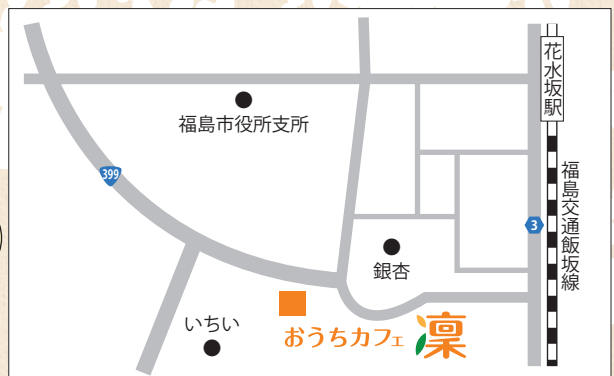 花水坂駅
福島市役所支所
399
福島交通飯坂線
3
銀杏
いちい
おうちカフェ 凛